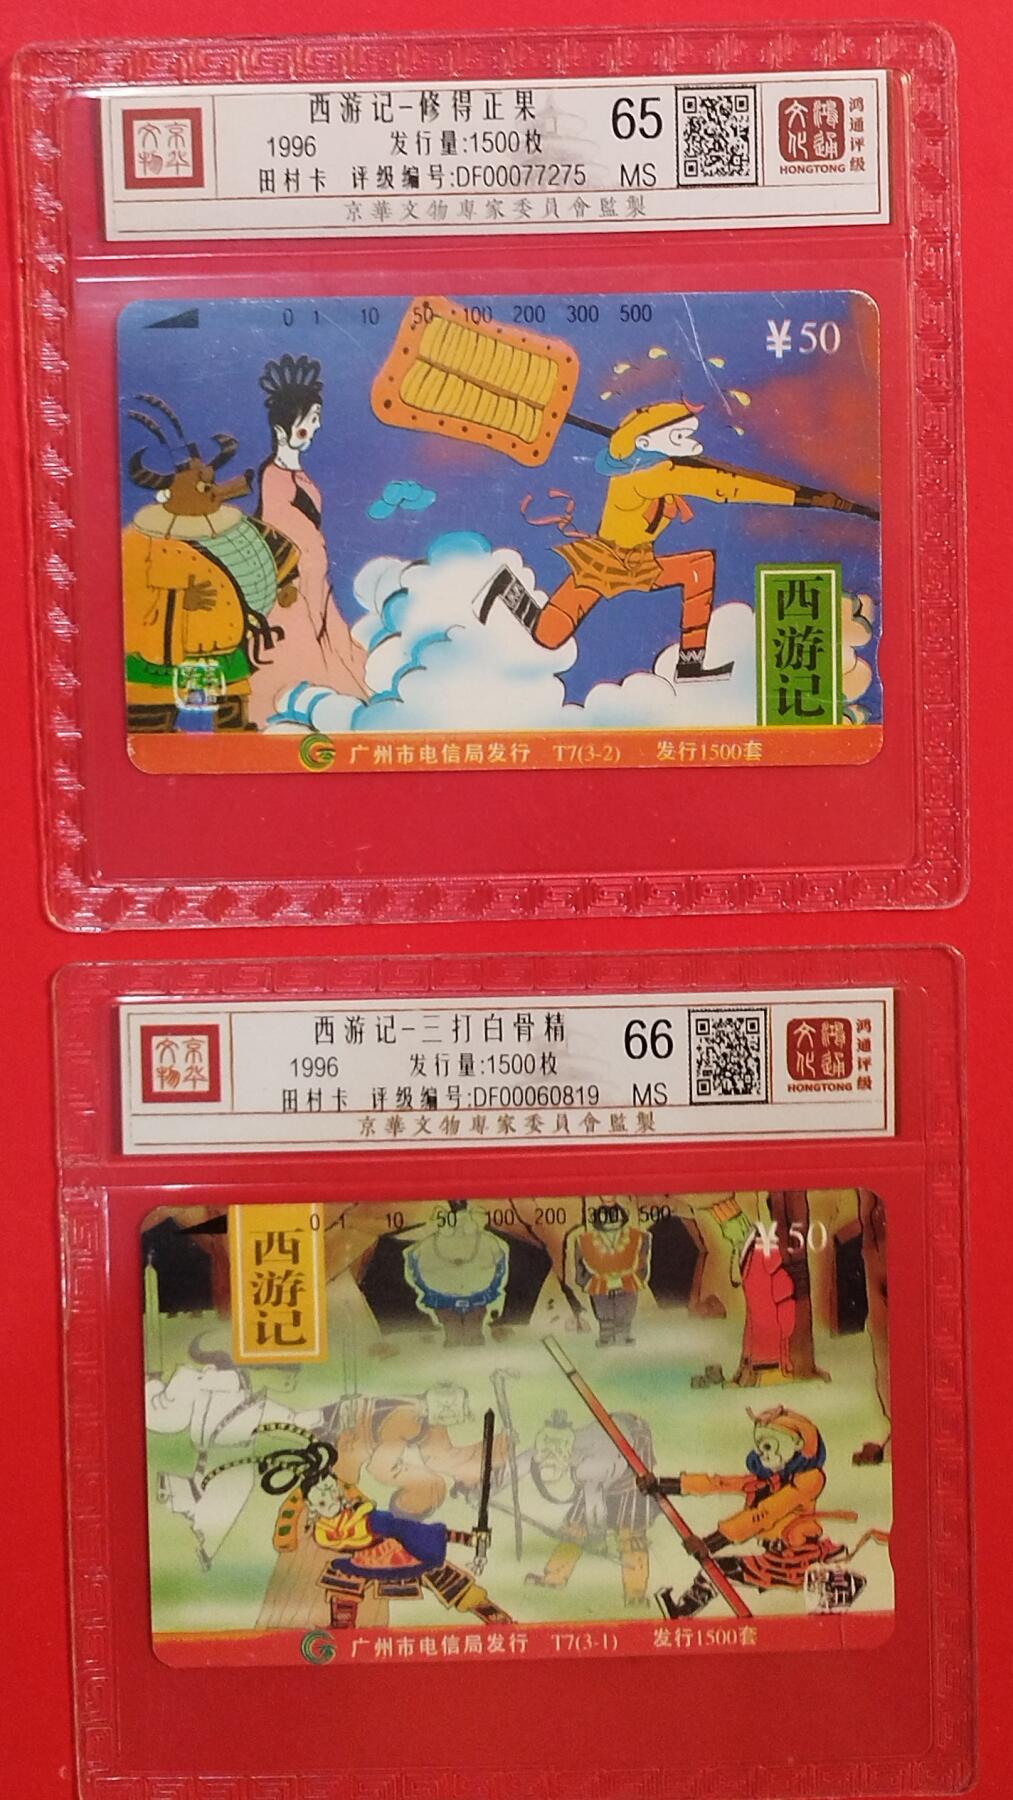 京华文物
西游记-修得正果
1996 发行量:1500枚
田村卡 评级编号:DF00077275
65
MS
鸿通文化
HONGTONG
鸿通评级
京華文物專家委員會監製
0 1 10 50 100 200 300 500
¥50
西游记
广州市电信局发行 T7(3-2) 发行1500套
京华文物
西游记-三打白骨精
1996 发行量:1500枚
田村卡 评级编号:DF00060819
66
MS
鸿通文化
HONGTONG
鸿通评级
京華文物專家委員會監製
0 1 10 50 100 200 300 500
¥50
西游记
广州市电信局发行 T7(3-1) 发行1500套